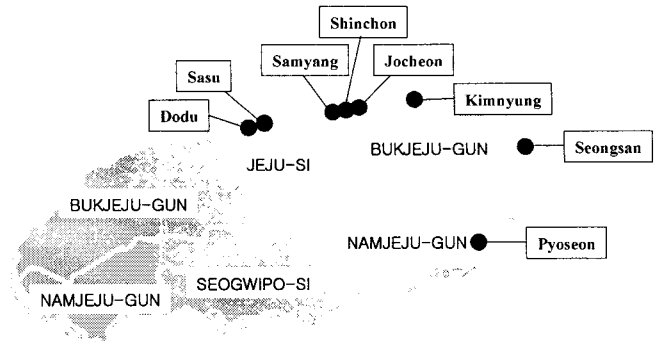 Shinchon
Samyang
Jocheon
Sasu
Kimnyung
Dodu
BUKJEJU-GUN
Seongsan
JEJU-SI
BUKJEJU-GUN
NAMJEJU-GUN
Pyoseon
SEOGWIPO-SI
NAMJEJU-GUN